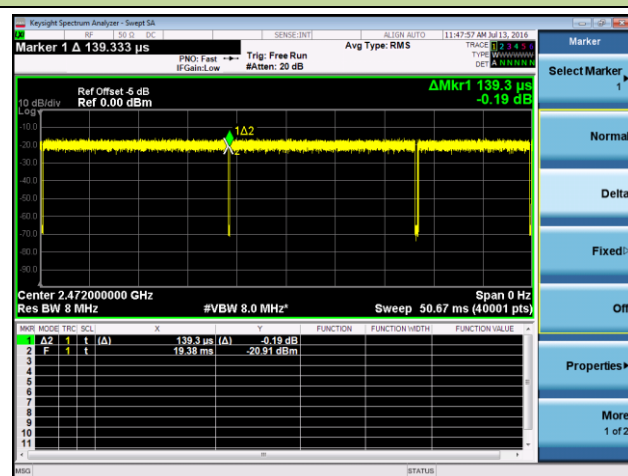 Keysight Spectrum Analyzer - Swept SA
RF 50 Ω DC SENSE:INT ALIGN AUTO 11:47:57 AM Jul 13, 2016
Marker 1 Δ 139.333 µs
PNO: Fast
IFGain:Low
Trig: Free Run
#Atten: 20 dB
Avg Type: RMS
TRACE 1 2 3 4 5 6
TYPE WWWWWW
DET A N N N N N
ΔMkr1 139.3 µs
-0.19 dB
Ref Offset -5 dB
10 dB/div Ref 0.00 dBm
Log
-10.0
-20.0
-30.0
-40.0
-50.0
-60.0
-70.0
-80.0
-90.0
1Δ2
Center 2.472000000 GHz Span 0 Hz
Res BW 8 MHz #VBW 8.0 MHz* Sweep 50.67 ms (40001 pts)
MKR MODE TRC SCL X Y FUNCTION FUNCTION WIDTH FUNCTION VALUE
1 Δ2 1 t (Δ) 139.3 µs (Δ) -0.19 dB
2 F 1 t 19.38 ms -20.91 dBm
3
4
5
6
7
8
9
10
11
MSG STATUS
Marker
Select Marker
1
Normal
Delta
Fixed
Off
Properties
More
1 of 2